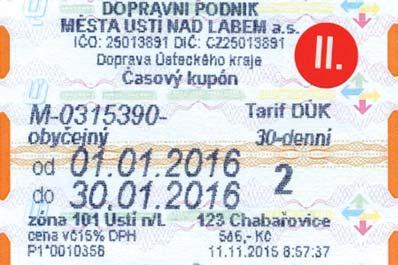 DOPRAVNÍ PODNIK
MĚSTA ÚSTÍ NAD LABEM a.s.
IČO: 25013891 DIČ: CZ25013891
Doprava Ústeckého kraje
Časový kupón
II.
M-0315390- Tarif DÚK
obyčejný 30-denní
od 01.01.2016
do 30.01.2016 2
zóna 101 Ústí n/L 123 Chabařovice
cena vč15% DPH ,- Kč
P1*0010356 11.11.2015 8:57:37